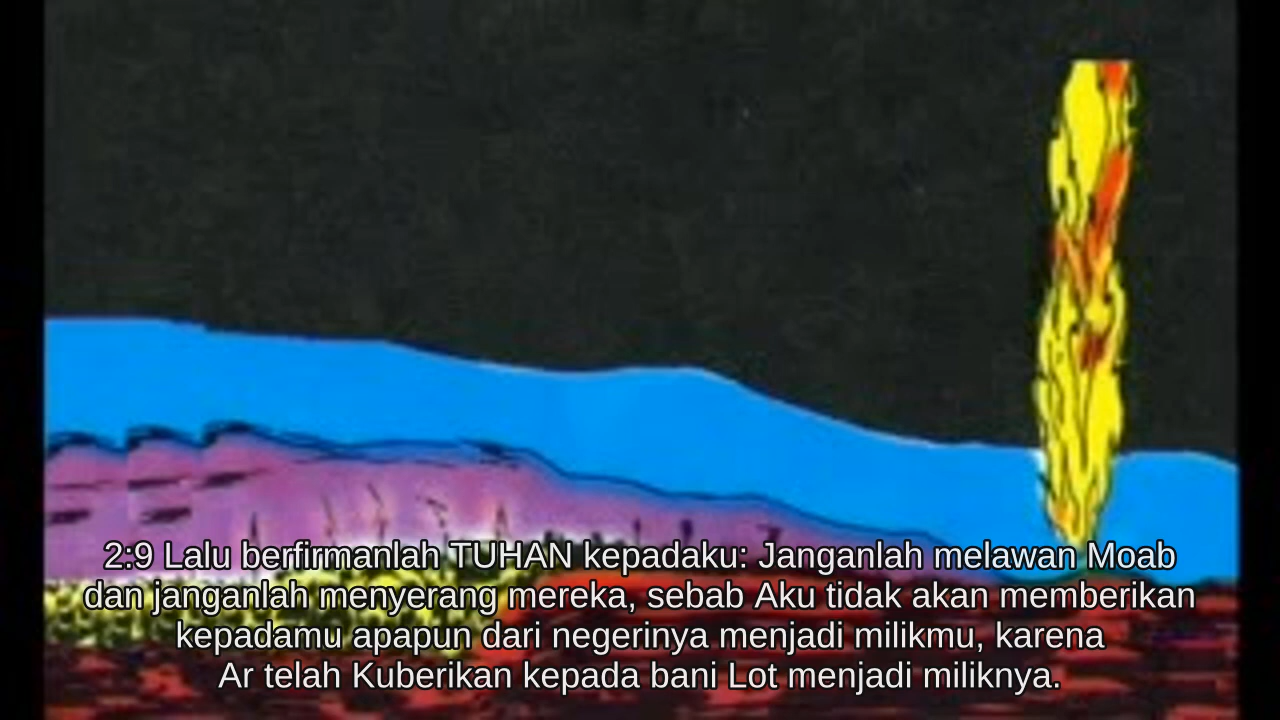 2:9 Lalu berfirmanlah TUHAN kepadaku: Janganlah melawan Moab
dan janganlah menyerang mereka, sebab Aku tidak akan memberikan
kepadamu apapun dari negerinya menjadi milikmu, karena
Ar telah Kuberikan kepada bani Lot menjadi miliknya.